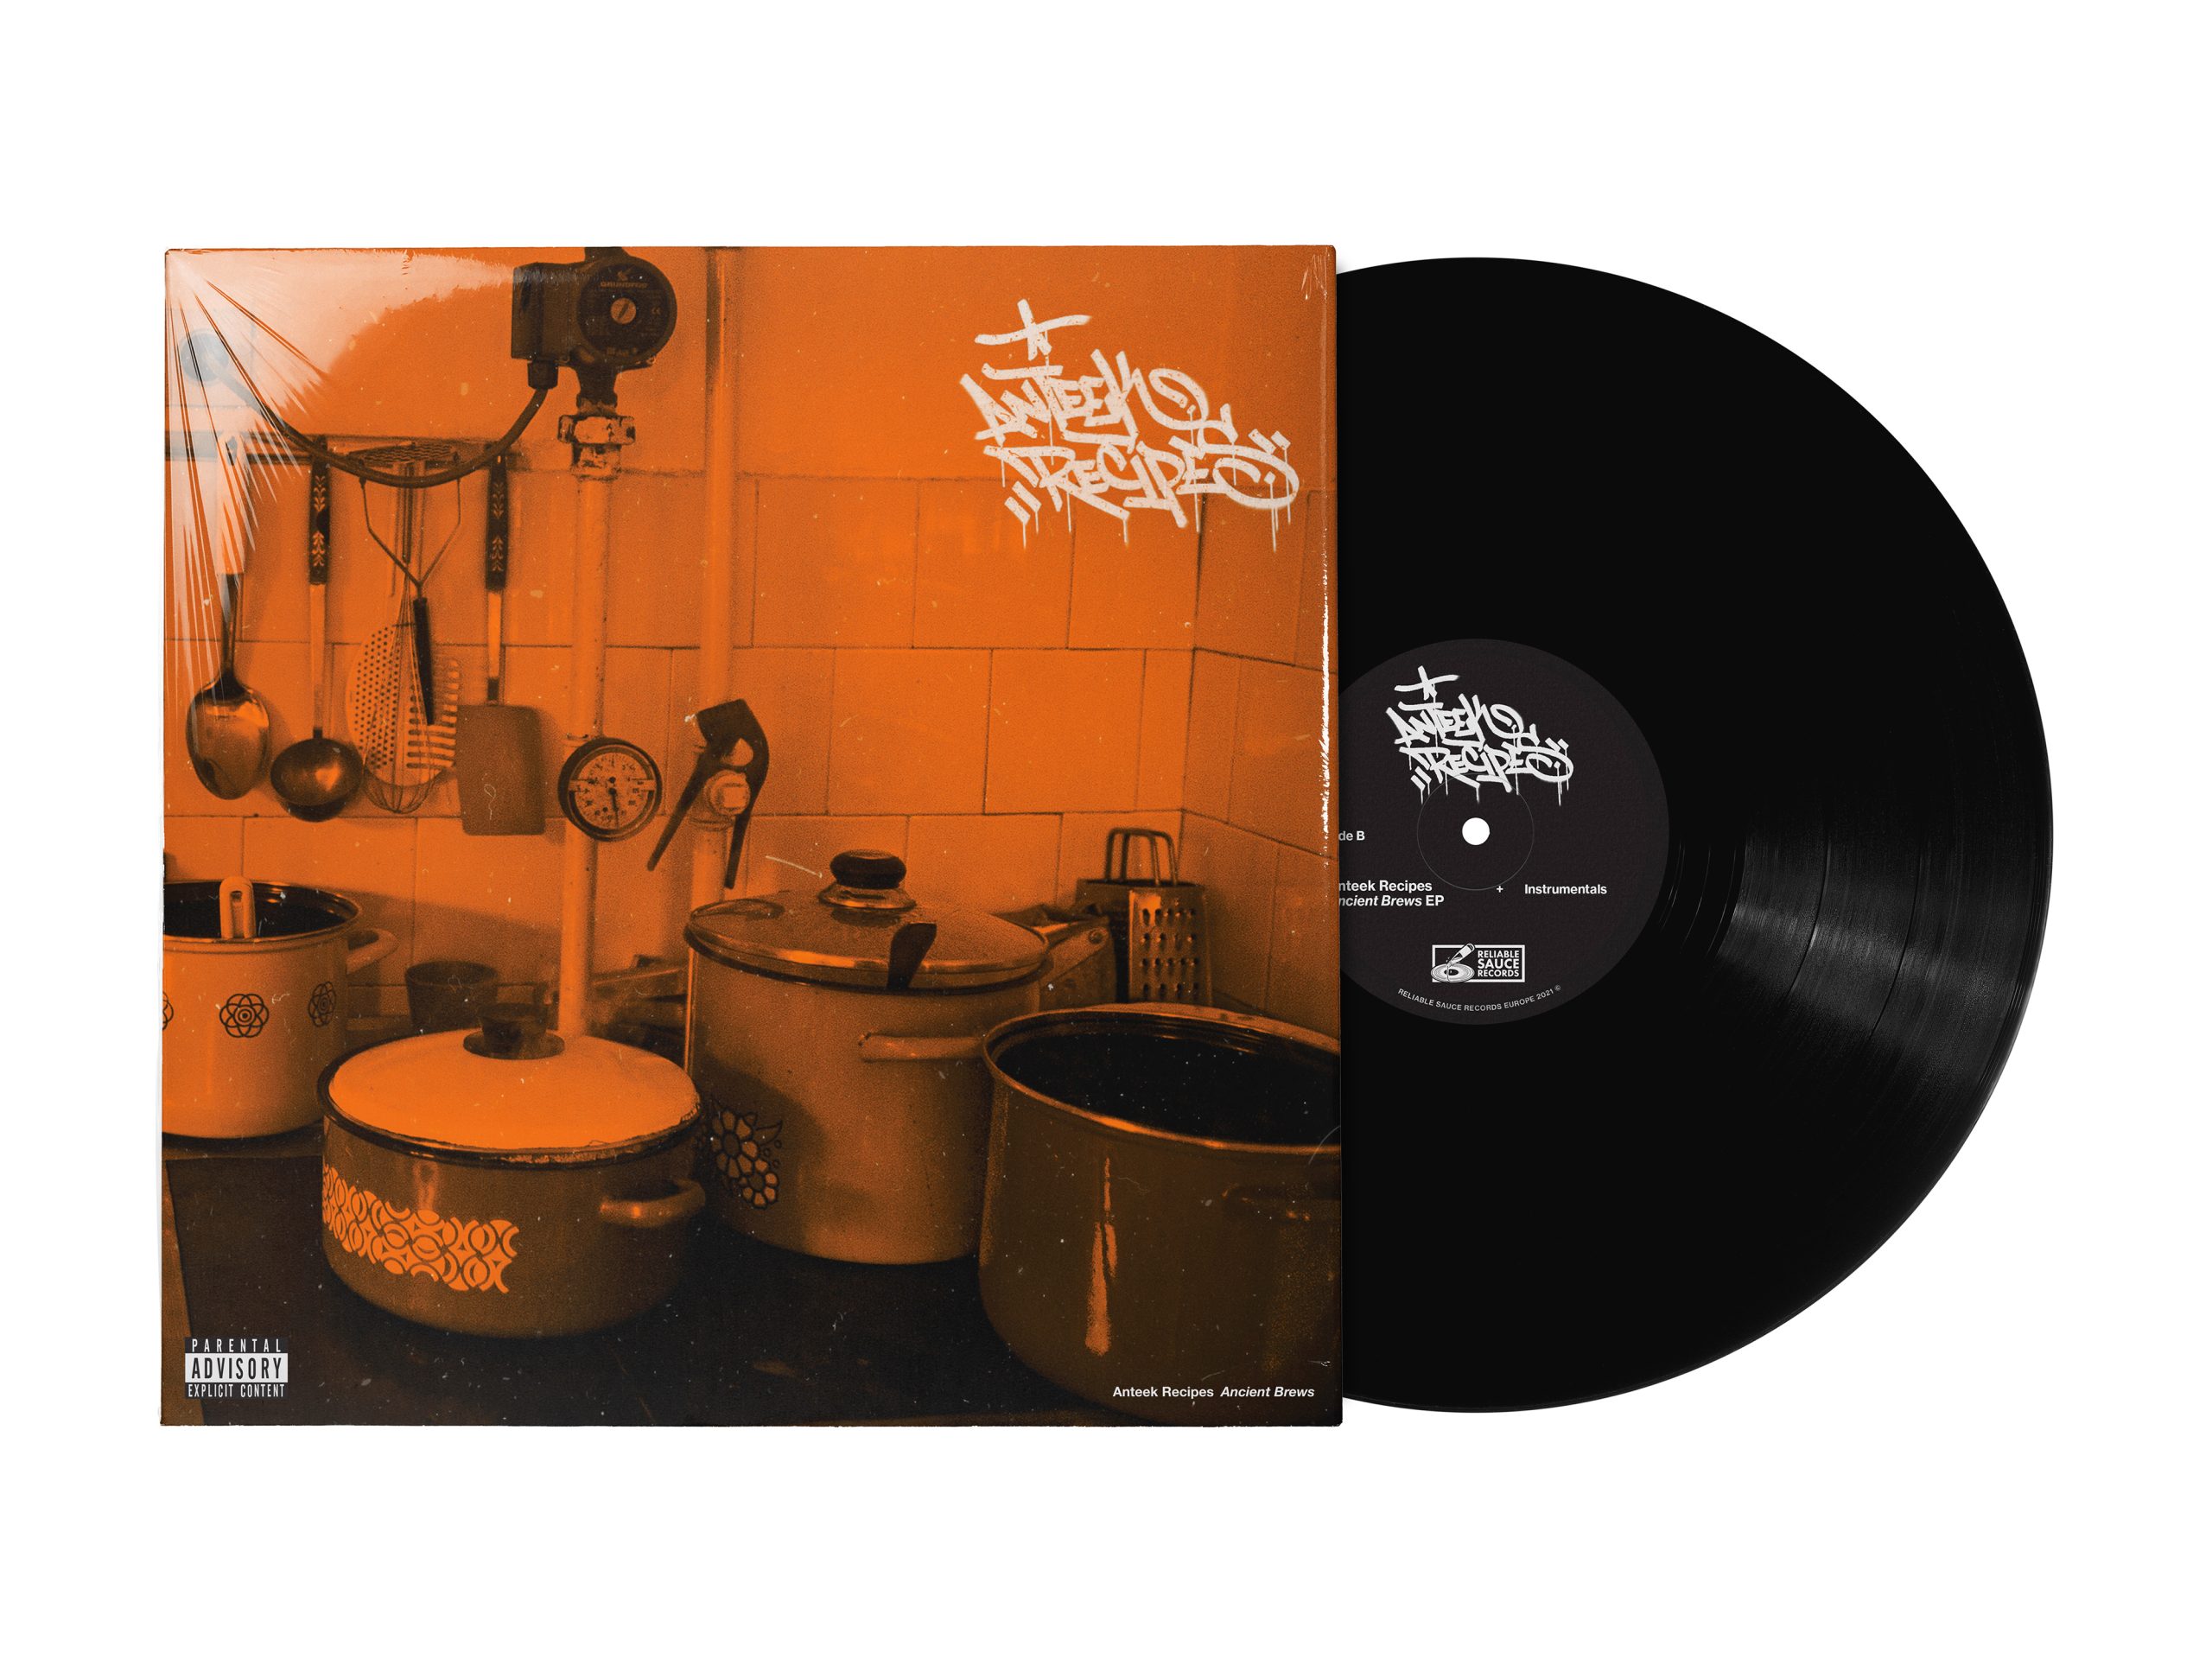 GRUNDFOS
ANTEEK
RECIPES
PARENTAL
ADVISORY
EXPLICIT CONTENT
Anteek Recipes Ancient Brews
ANTEEK
RECIPES
de B
nteek Recipes + Instrumentals
ncient Brews EP
RELIABLE
SAUCE
RECORDS
RELIABLE SAUCE RECORDS EUROPE 2021 ©